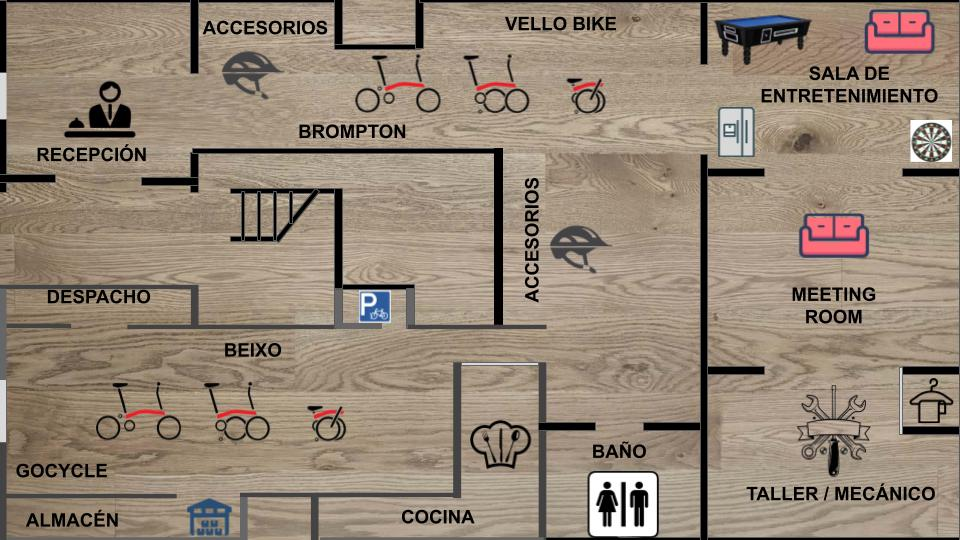 ACCESORIOS
VELLO BIKE
SALA DE
ENTRETENIMIENTO
BROMPTON
RECEPCIÓN
ACCESORIOS
DESPACHO
P
MEETING
ROOM
BEIXO
GOCYCLE
BAÑO
TALLER / MECÁNICO
ALMACÉN
COCINA